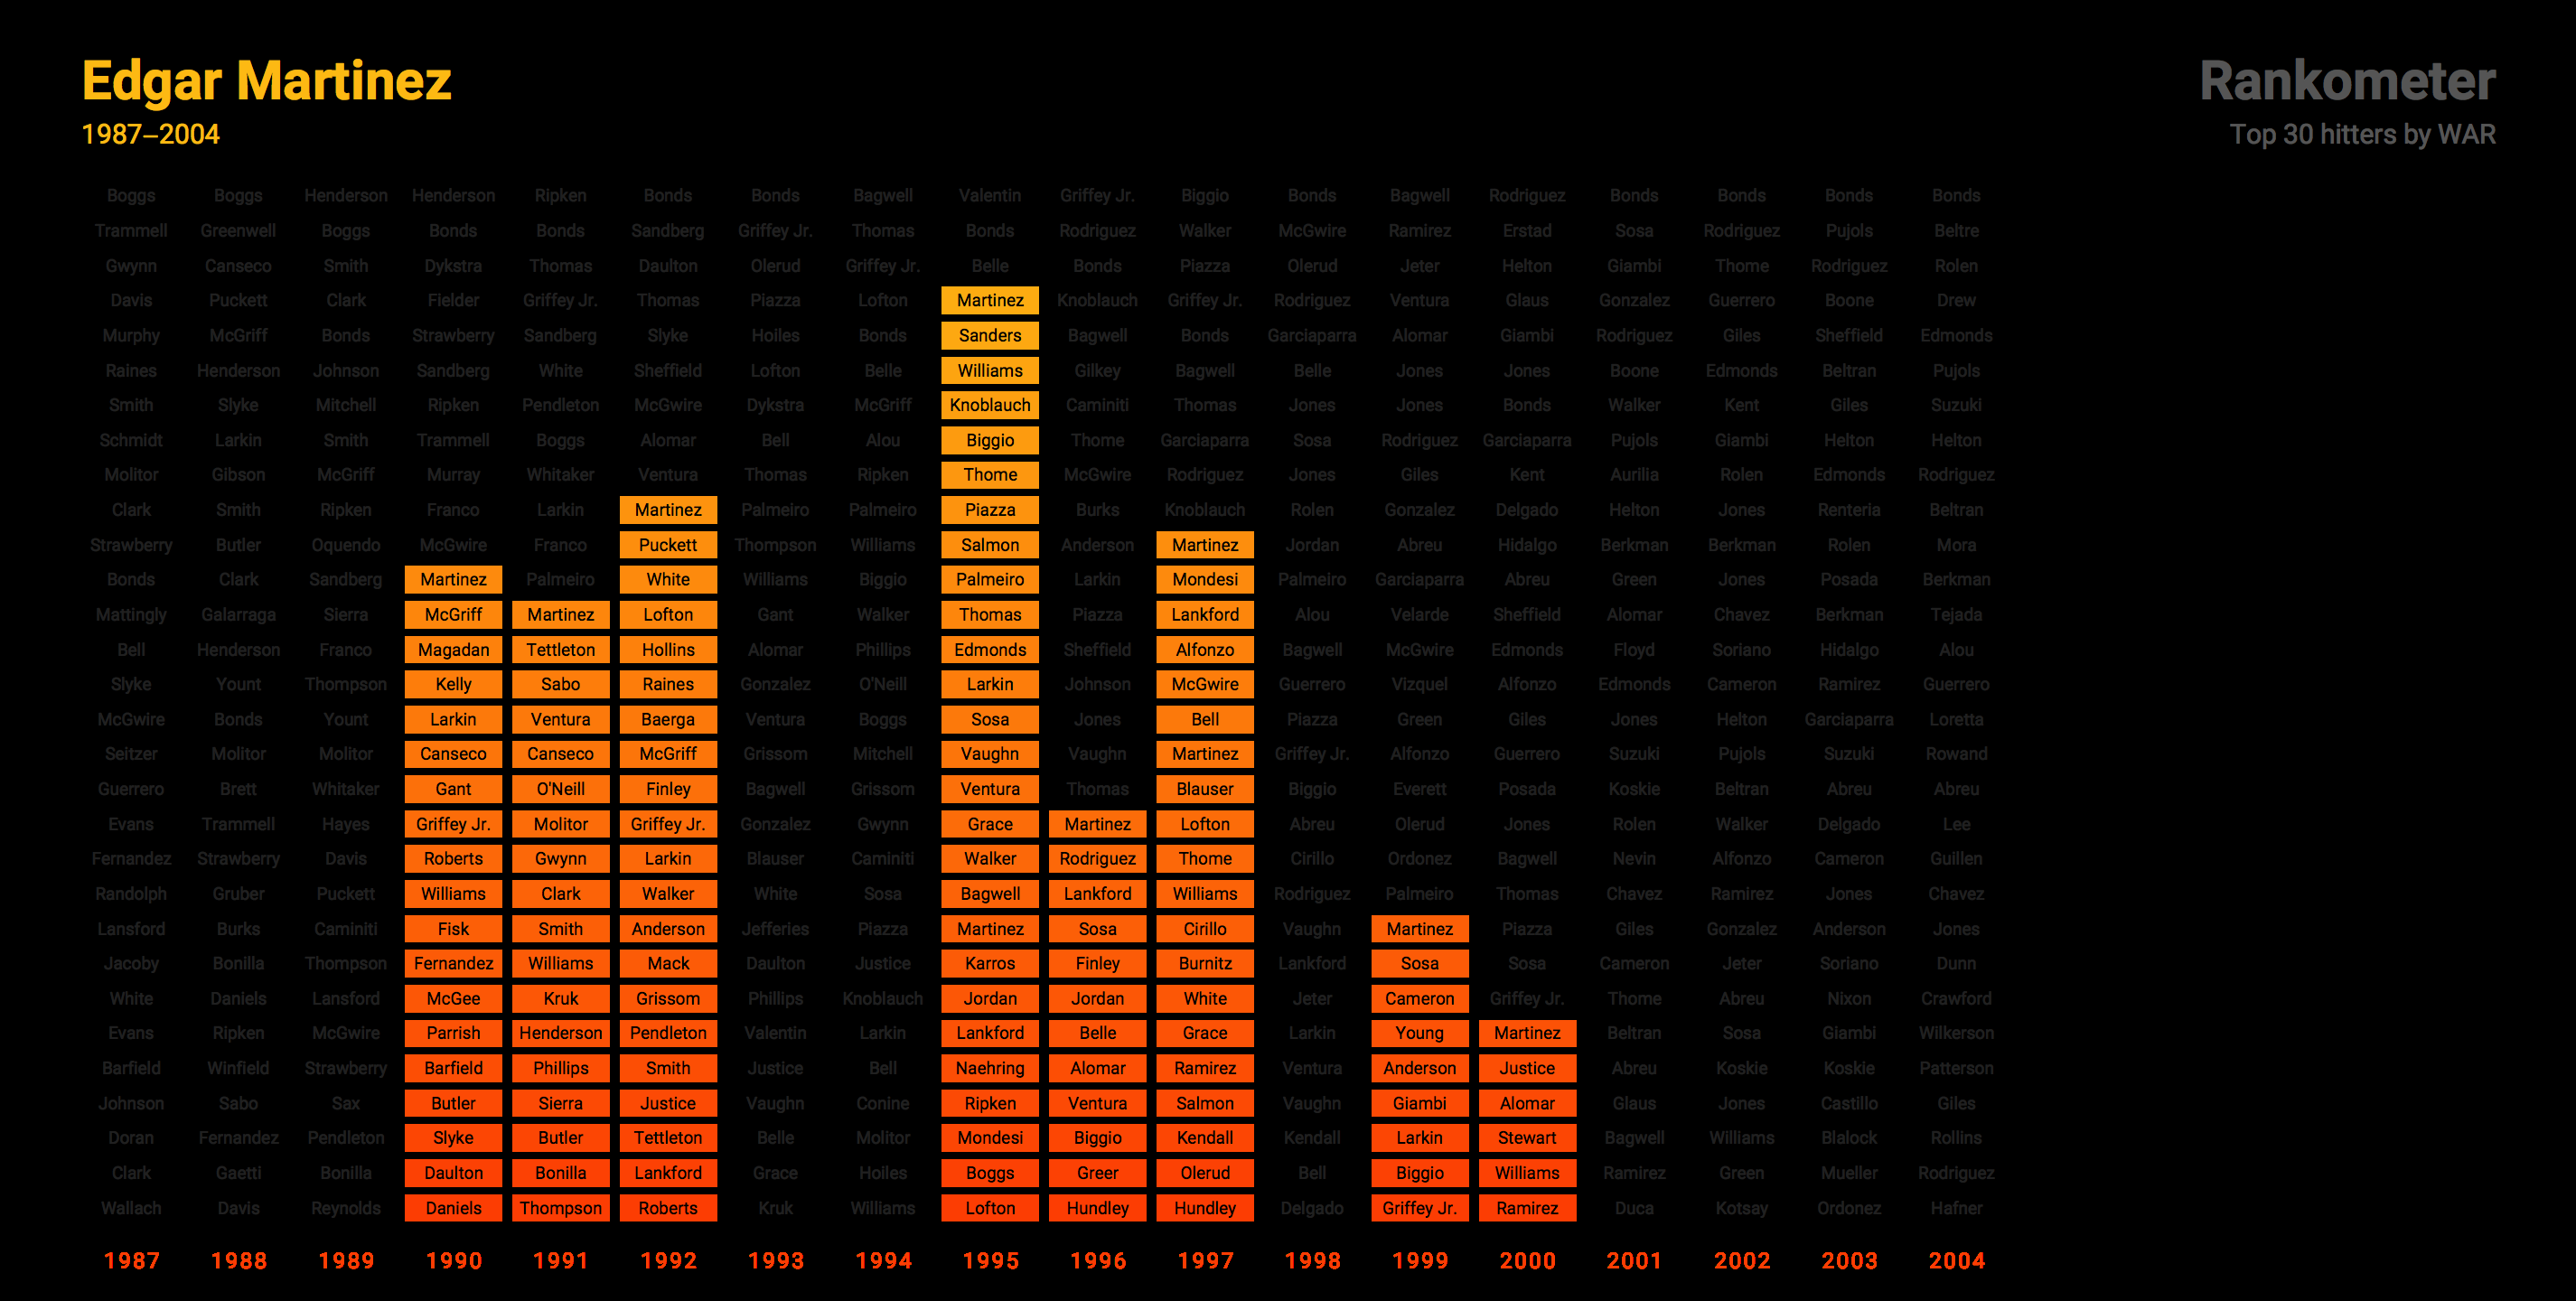 Edgar Martinez
1987–2004
Rankometer
Top 30 hitters by WAR
Boggs Boggs Henderson Henderson Ripken Bonds Bonds Bagwell Valentin Griffey Jr. Biggio Bonds Bagwell Rodriguez Bonds Bonds Bonds Bonds
Trammell Greenwell Boggs Bonds Bonds Sandberg Griffey Jr. Thomas Bonds Rodriguez Walker McGwire Ramirez Erstad Sosa Rodriguez Pujols Beltre
Gwynn Canseco Smith Dykstra Thomas Daulton Olerud Griffey Jr. Belle Bonds Piazza Olerud Jeter Helton Giambi Thome Rodriguez Rolen
Davis Puckett Clark Fielder Griffey Jr. Thomas Piazza Lofton Martinez Knoblauch Griffey Jr. Rodriguez Ventura Glaus Gonzalez Guerrero Boone Drew
Murphy McGriff Bonds Strawberry Sandberg Slyke Hoiles Bonds Sanders Bagwell Bonds Garciaparra Alomar Giambi Rodriguez Giles Sheffield Edmonds
Raines Henderson Johnson Sandberg White Sheffield Lofton Belle Williams Gilkey Bagwell Belle Jones Jones Boone Edmonds Beltran Pujols
Smith Slyke Mitchell Ripken Pendleton McGwire Dykstra McGriff Knoblauch Caminiti Thomas Jones Jones Bonds Walker Kent Giles Suzuki
Schmidt Larkin Smith Trammell Boggs Alomar Bell Alou Biggio Thome Garciaparra Sosa Rodriguez Garciaparra Pujols Giambi Helton Helton
Molitor Gibson McGriff Murray Whitaker Ventura Thomas Ripken Thome McGwire Rodriguez Jones Giles Kent Aurilia Rolen Edmonds Rodriguez
Clark Smith Ripken Franco Larkin Martinez Palmeiro Palmeiro Piazza Burks Knoblauch Rolen Gonzalez Delgado Helton Jones Renteria Beltran
Strawberry Butler Oquendo McGwire Franco Puckett Thompson Williams Salmon Anderson Martinez Jordan Abreu Hidalgo Berkman Berkman Rolen Mora
Bonds Clark Sandberg Martinez Palmeiro White Williams Biggio Palmeiro Larkin Mondesi Palmeiro Garciaparra Abreu Green Jones Posada Berkman
Mattingly Galarraga Sierra McGriff Martinez Lofton Gant Walker Thomas Piazza Lankford Alou Velarde Sheffield Alomar Chavez Berkman Tejada
Bell Henderson Franco Magadan Tettleton Hollins Alomar Phillips Edmonds Sheffield Alfonzo Bagwell McGwire Edmonds Floyd Soriano Hidalgo Alou
Slyke Yount Thompson Kelly Sabo Raines Gonzalez O'Neill Larkin Johnson McGwire Guerrero Vizquel Alfonzo Edmonds Cameron Ramirez Guerrero
McGwire Bonds Yount Larkin Ventura Baerga Ventura Boggs Sosa Jones Bell Piazza Green Giles Jones Helton Garciaparra Loretta
Seitzer Molitor Molitor Canseco Canseco McGriff Grissom Mitchell Vaughn Vaughn Martinez Griffey Jr. Alfonzo Guerrero Suzuki Pujols Suzuki Rowand
Guerrero Brett Whitaker Gant O'Neill Finley Bagwell Grissom Ventura Thomas Blauser Biggio Everett Posada Koskie Beltran Abreu Abreu
Evans Trammell Hayes Griffey Jr. Molitor Griffey Jr. Gonzalez Gwynn Grace Martinez Lofton Abreu Olerud Jones Rolen Walker Delgado Lee
Fernandez Strawberry Davis Roberts Gwynn Larkin Blauser Caminiti Walker Rodriguez Thome Cirillo Ordonez Bagwell Nevin Alfonzo Cameron Guillen
Randolph Gruber Puckett Williams Clark Walker White Sosa Bagwell Lankford Williams Rodriguez Palmeiro Thomas Chavez Ramirez Jones Chavez
Lansford Burks Caminiti Fisk Smith Anderson Jefferies Piazza Martinez Sosa Cirillo Vaughn Martinez Piazza Giles Gonzalez Anderson Jones
Jacoby Bonilla Thompson Fernandez Williams Mack Daulton Justice Karros Finley Burnitz Lankford Sosa Sosa Cameron Jeter Soriano Dunn
White Daniels Lansford McGee Kruk Grissom Phillips Knoblauch Jordan Jordan White Jeter Cameron Griffey Jr. Thome Abreu Nixon Crawford
Evans Ripken McGwire Parrish Henderson Pendleton Valentin Larkin Lankford Belle Grace Larkin Young Martinez Beltran Sosa Giambi Wilkerson
Barfield Winfield Strawberry Barfield Phillips Smith Justice Bell Naehring Alomar Ramirez Ventura Anderson Justice Abreu Koskie Koskie Patterson
Johnson Sabo Sax Butler Sierra Justice Vaughn Conine Ripken Ventura Salmon Vaughn Giambi Alomar Glaus Jones Castillo Giles
Doran Fernandez Pendleton Slyke Butler Tettleton Belle Molitor Mondesi Biggio Kendall Kendall Larkin Stewart Bagwell Williams Blalock Rollins
Clark Gaetti Bonilla Daulton Bonilla Lankford Grace Hoiles Boggs Greer Olerud Bell Biggio Williams Ramirez Green Mueller Rodriguez
Wallach Davis Reynolds Daniels Thompson Roberts Kruk Williams Lofton Hundley Hundley Delgado Griffey Jr. Ramirez Duca Kotsay Ordonez Hafner
1987 1988 1989 1990 1991 1992 1993 1994 1995 1996 1997 1998 1999 2000 2001 2002 2003 2004